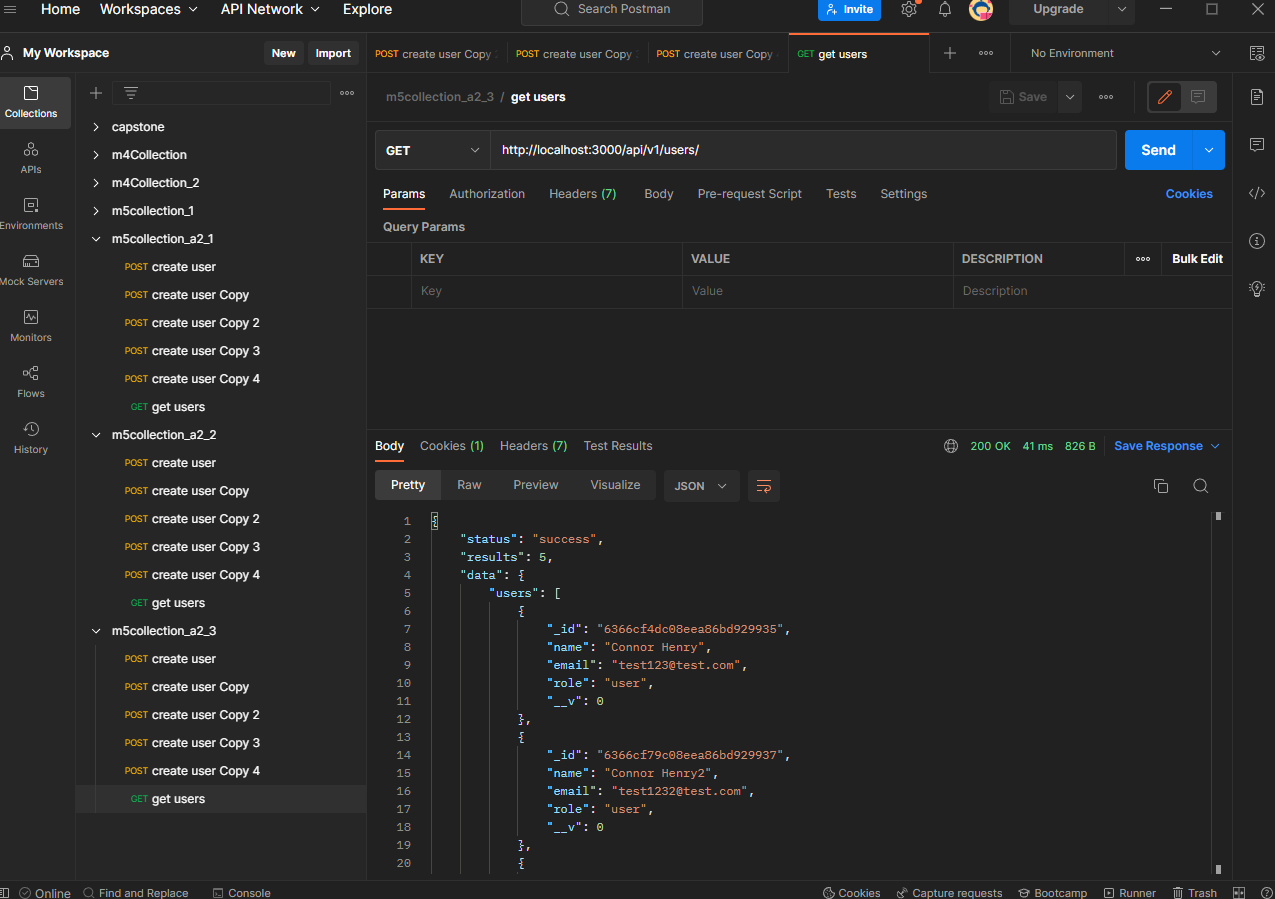 Home Workspaces API Network Explore Search Postman Invite Upgrade
My Workspace New Import
POST create user Copy POST create user Copy POST create user Copy GET get users No Environment
Collections
APIs
Environments
Mock Servers
Monitors
Flows
History
capstone
m4Collection
m4Collection_2
m5collection_1
m5collection_a2_1
POST create user
POST create user Copy
POST create user Copy 2
POST create user Copy 3
POST create user Copy 4
GET get users
m5collection_a2_2
POST create user
POST create user Copy
POST create user Copy 2
POST create user Copy 3
POST create user Copy 4
GET get users
m5collection_a2_3
POST create user
POST create user Copy
POST create user Copy 2
POST create user Copy 3
POST create user Copy 4
GET get users
m5collection_a2_3 / get users Save
GET http://localhost:3000/api/v1/users/ Send
Params Authorization Headers (7) Body Pre-request Script Tests Settings Cookies
Query Params
KEY VALUE DESCRIPTION Bulk Edit
Key Value Description
Body Cookies (1) Headers (7) Test Results 200 OK 41 ms 826 B Save Response
Pretty Raw Preview Visualize JSON
1 {
2 "status": "success",
3 "results": 5,
4 "data": {
5 "users": [
6 {
7 "_id": "6366cf4dc08eea86bd929935",
8 "name": "Connor Henry",
9 "email": "test123@test.com",
10 "role": "user",
11 "__v": 0
12 },
13 {
14 "_id": "6366cf79c08eea86bd929937",
15 "name": "Connor Henry2",
16 "email": "test1232@test.com",
17 "role": "user",
18 "__v": 0
19 },
20 {
Online Find and Replace Console Cookies Capture requests Bootcamp Runner Trash